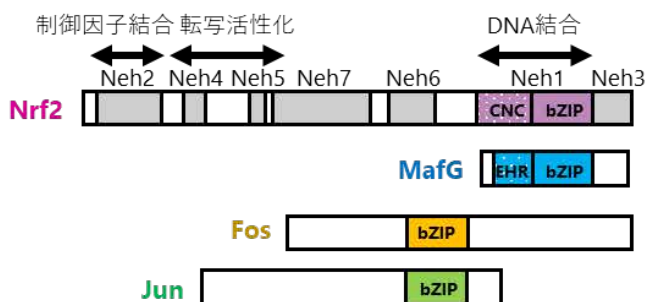 制御因子結合 転写活性化 DNA結合
Neh2 Neh4 Neh5 Neh7 Neh6 Neh1 Neh3
Nrf2 CNC bZIP
MafG EHR bZIP
Fos bZIP
Jun bZIP